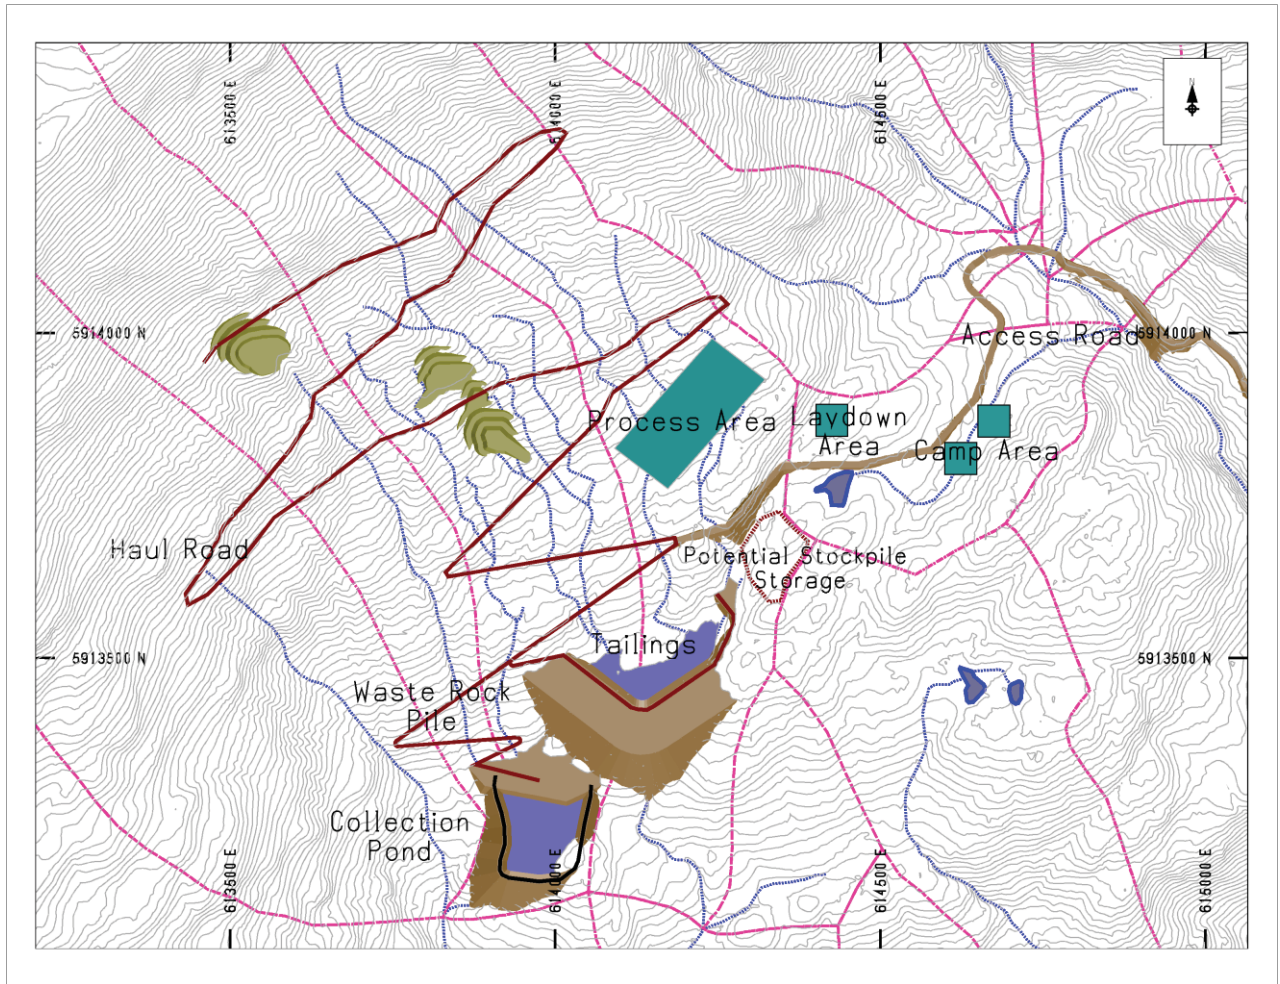 N
613500 E
614000 E
614500 E
5914000 N
Access Road
5914000 N
Process Area
Laydown
Area
Camp Area
Haul Road
Potential Stockpile
Storage
Tailings
5913500 N
5913500 N
Waste Rock
Pile
Collection
Pond
613500 E
614000 E
614500 E
615000 E